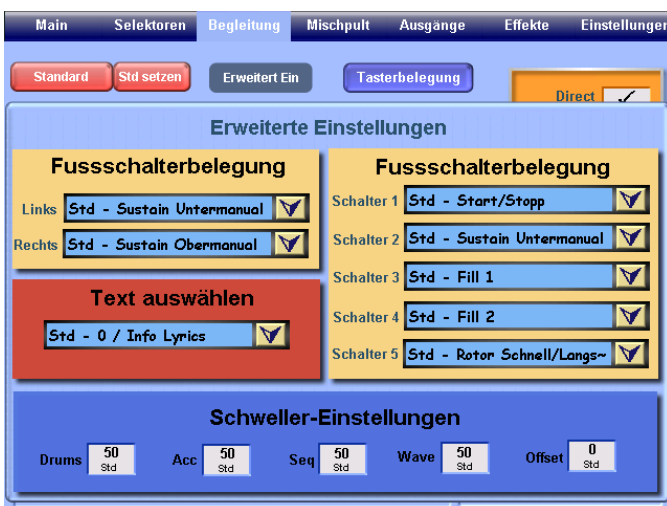 Main Selektoren Begleitung Mischpult Ausgänge Effekte Einstellungen
Standard Std setzen Erweitert Ein Tasterbelegung
Direct
Erweiterte Einstellungen
Fussschalterbelegung
Links Std - Sustain Untermanual
Rechts Std - Sustain Obermanual
Text auswählen
Std - 0 / Info Lyrics
Fussschalterbelegung
Schalter 1 Std - Start/Stopp
Schalter 2 Std - Sustain Untermanual
Schalter 3 Std - Fill 1
Schalter 4 Std - Fill 2
Schalter 5 Std - Rotor Schnell/Langs~
Schweller-Einstellungen
Drums 50 Std Acc 50 Std Seq 50 Std Wave 50 Std Offset 0 Std